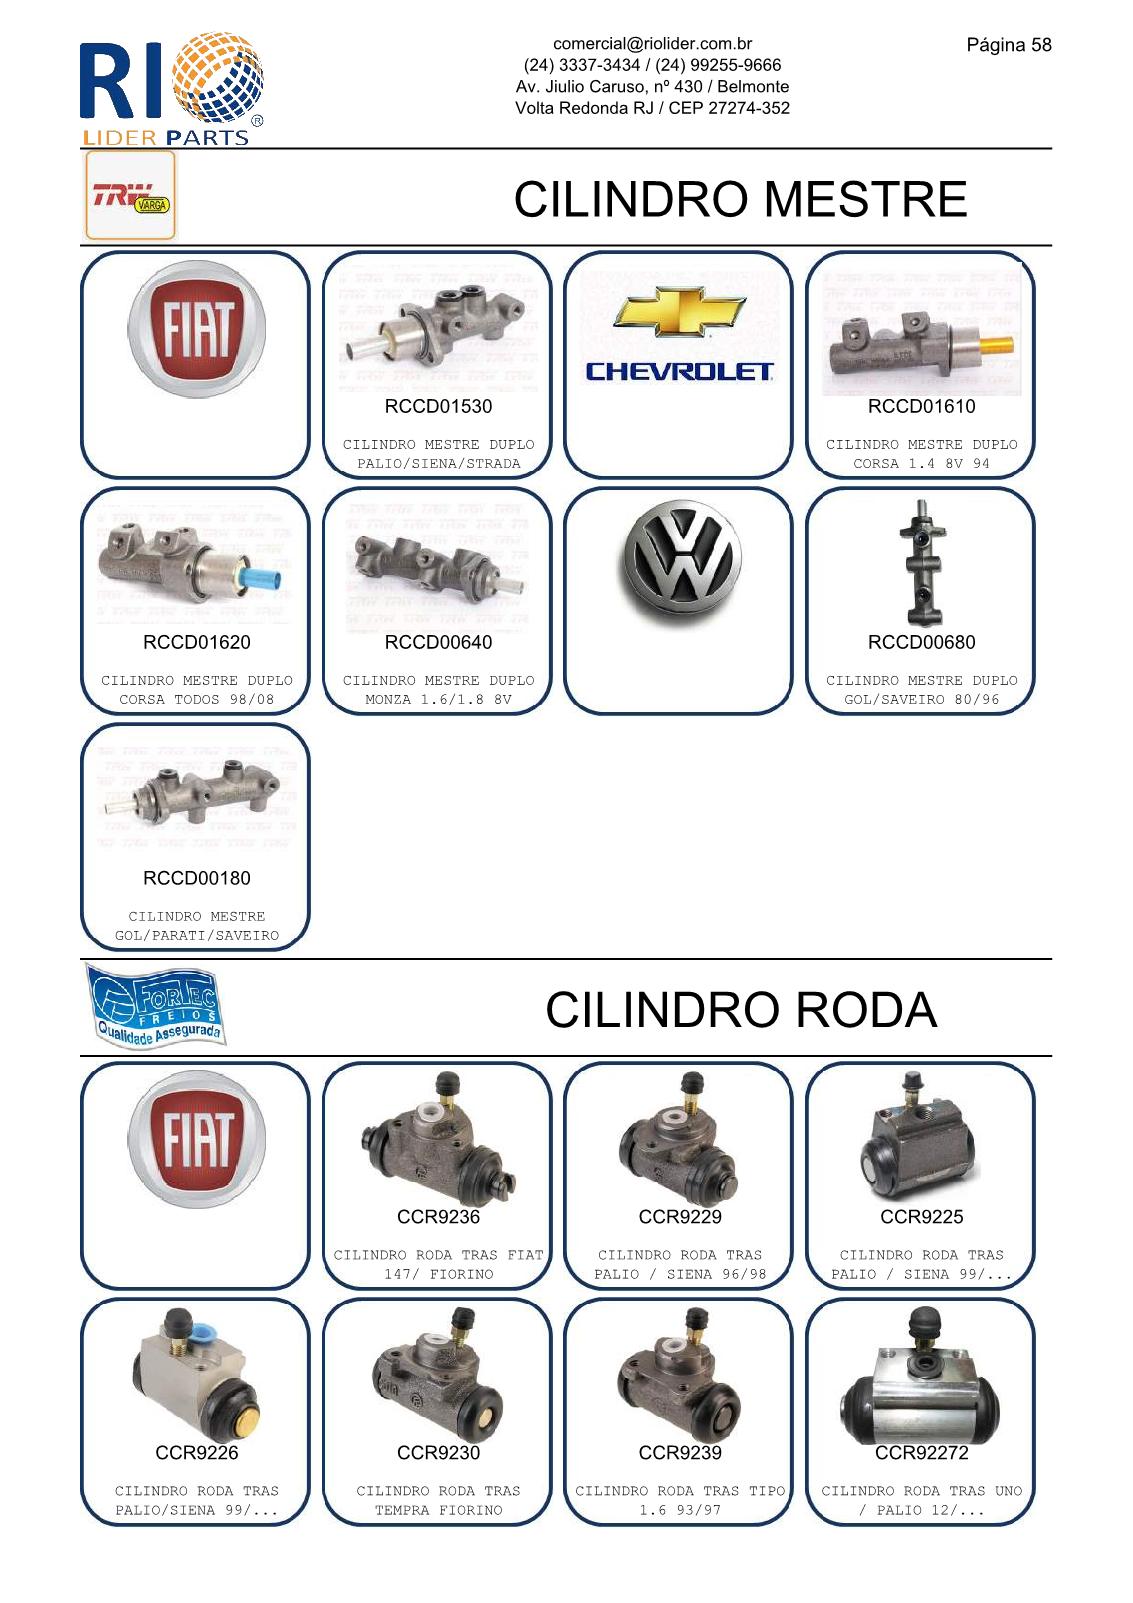 RIO
LIDER PARTS
®
comercial@riolider.com.br
(24) 3337-3434 / (24) 99255-9666
Av. Jiulio Caruso, nº 430 / Belmonte
Volta Redonda RJ / CEP 27274-352
Página 58
TRW
VARGA
CILINDRO MESTRE
FIAT
RCCD01530
CILINDRO MESTRE DUPLO
PALIO/SIENA/STRADA
CHEVROLET
RCCD01610
CILINDRO MESTRE DUPLO
CORSA 1.4 8V 94
RCCD01620
CILINDRO MESTRE DUPLO
CORSA TODOS 98/08
RCCD00640
CILINDRO MESTRE DUPLO
MONZA 1.6/1.8 8V
VW
RCCD00680
CILINDRO MESTRE DUPLO
GOL/SAVEIRO 80/96
RCCD00180
CILINDRO MESTRE
GOL/PARATI/SAVEIRO
FORTEC
FREIOS
Qualidade Assegurada
CILINDRO RODA
FIAT
CCR9236
CILINDRO RODA TRAS FIAT
147/ FIORINO
CCR9229
CILINDRO RODA TRAS
PALIO / SIENA 96/98
CCR9225
CILINDRO RODA TRAS
PALIO / SIENA 99/...
CCR9226
CILINDRO RODA TRAS
PALIO/SIENA 99/...
CCR9230
CILINDRO RODA TRAS
TEMPRA FIORINO
CCR9239
CILINDRO RODA TRAS TIPO
1.6 93/97
CCR92272
CILINDRO RODA TRAS UNO
/ PALIO 12/...